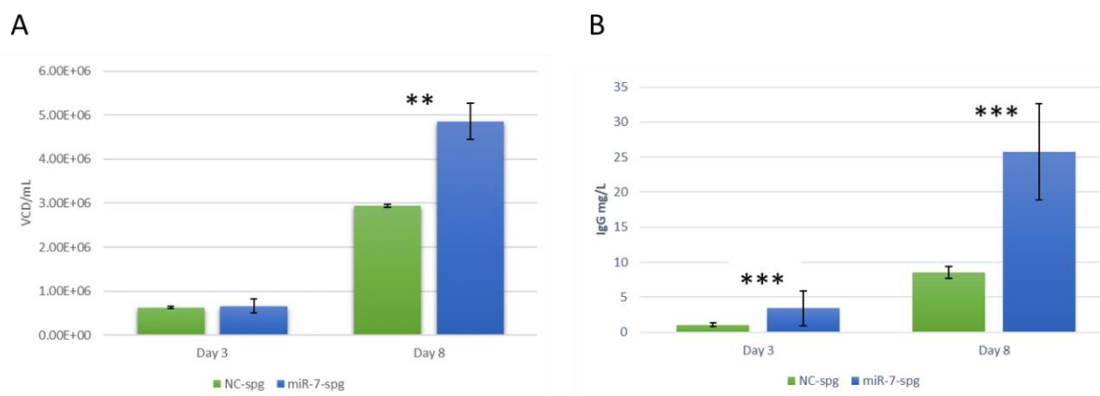 A
6.00E+06
5.00E+06
4.00E+06
3.00E+06
2.00E+06
1.00E+06
0.00E+00
VCD/mL
**
Day 3
Day 8
NC-spg miR-7-spg
B
35
30
25
20
15
10
5
0
IgG mg/L
***
***
Day 3
Day 8
NC-spg miR-7-spg